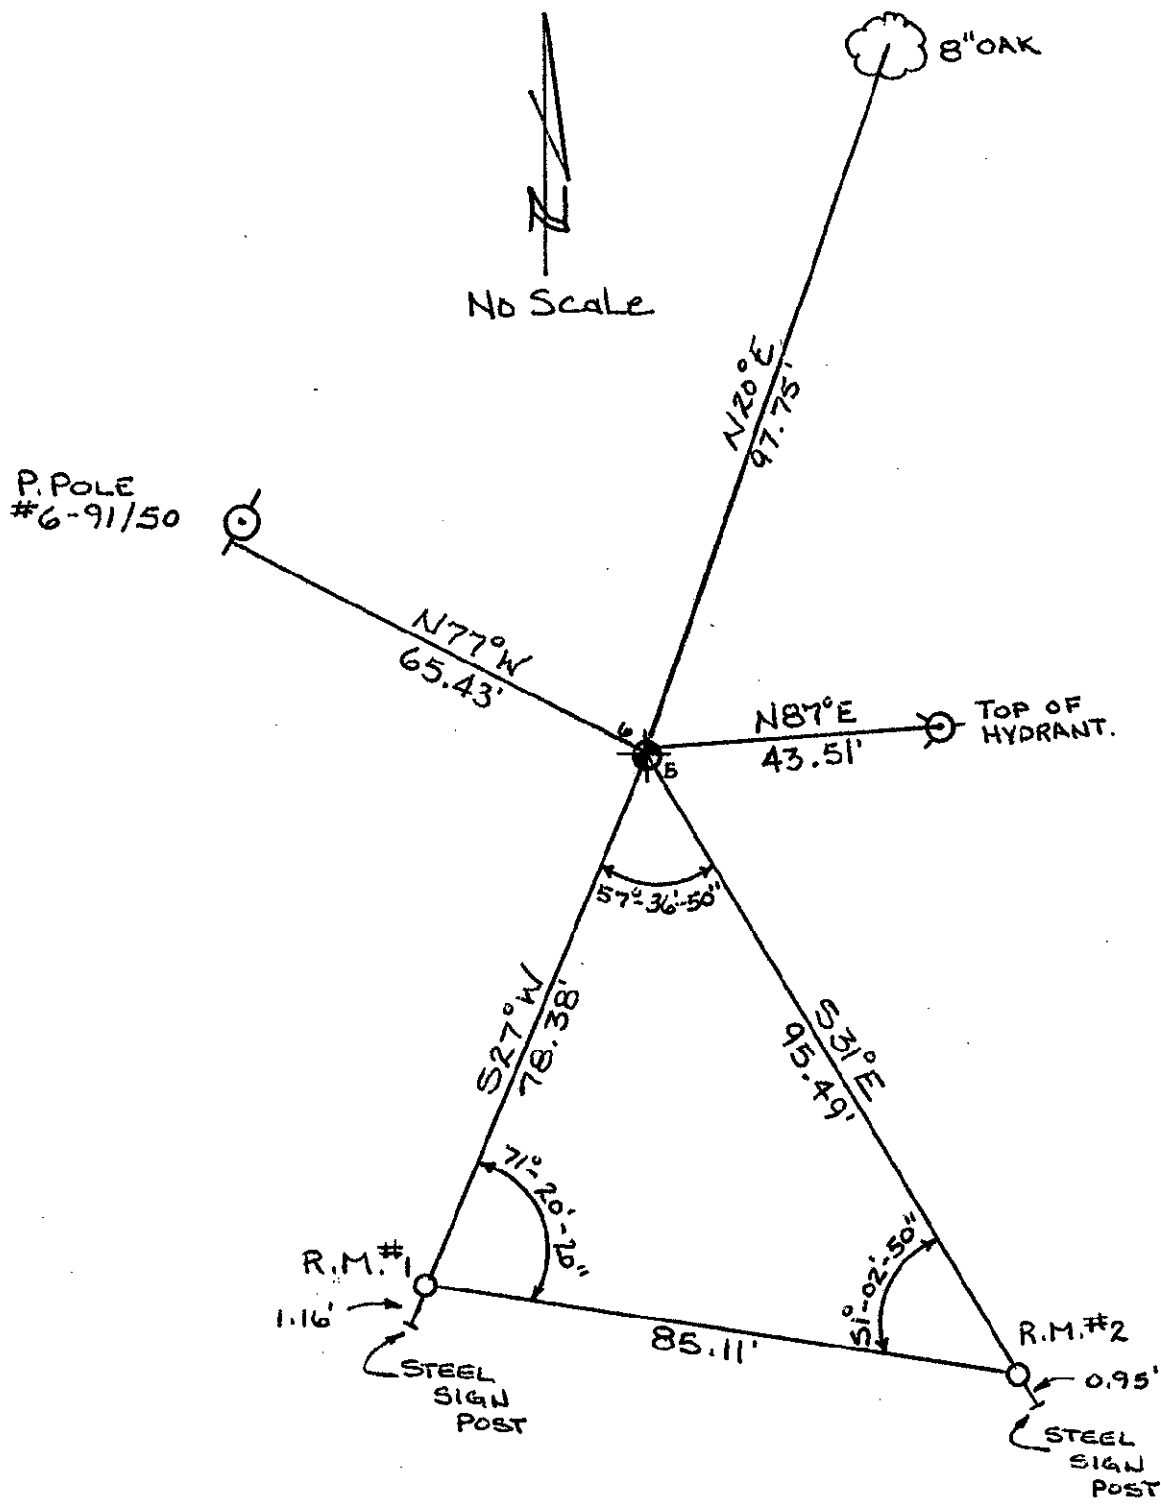 8" OAK
N
No Scale
N20°E
97.75'
P. POLE
#6-91/50
N77°W
65.43'
N87°E
43.51'
TOP OF
HYDRANT.
6
5
57°-36'-50"
S27°W
78.38'
S31°E
95.49'
71°-20'-20"
51°-02'-50"
R.M.#1
1.16'
85.11'
R.M.#2
0.95'
STEEL
SIGN
POST
STEEL
SIGN
POST